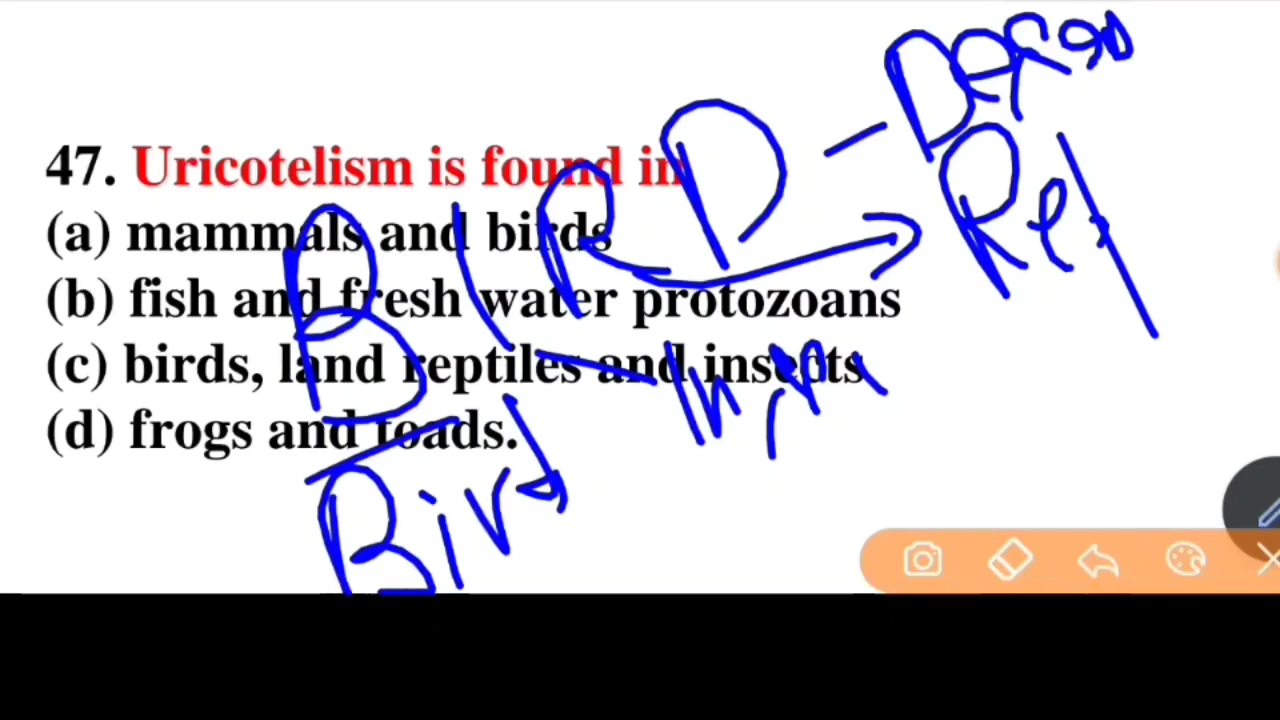 47. Uricotelism is found in
(a) mammals and birds
(b) fish and fresh water protozoans
(c) birds, land reptiles and insects
(d) frogs and toads.
BIRD
Rep
Bird